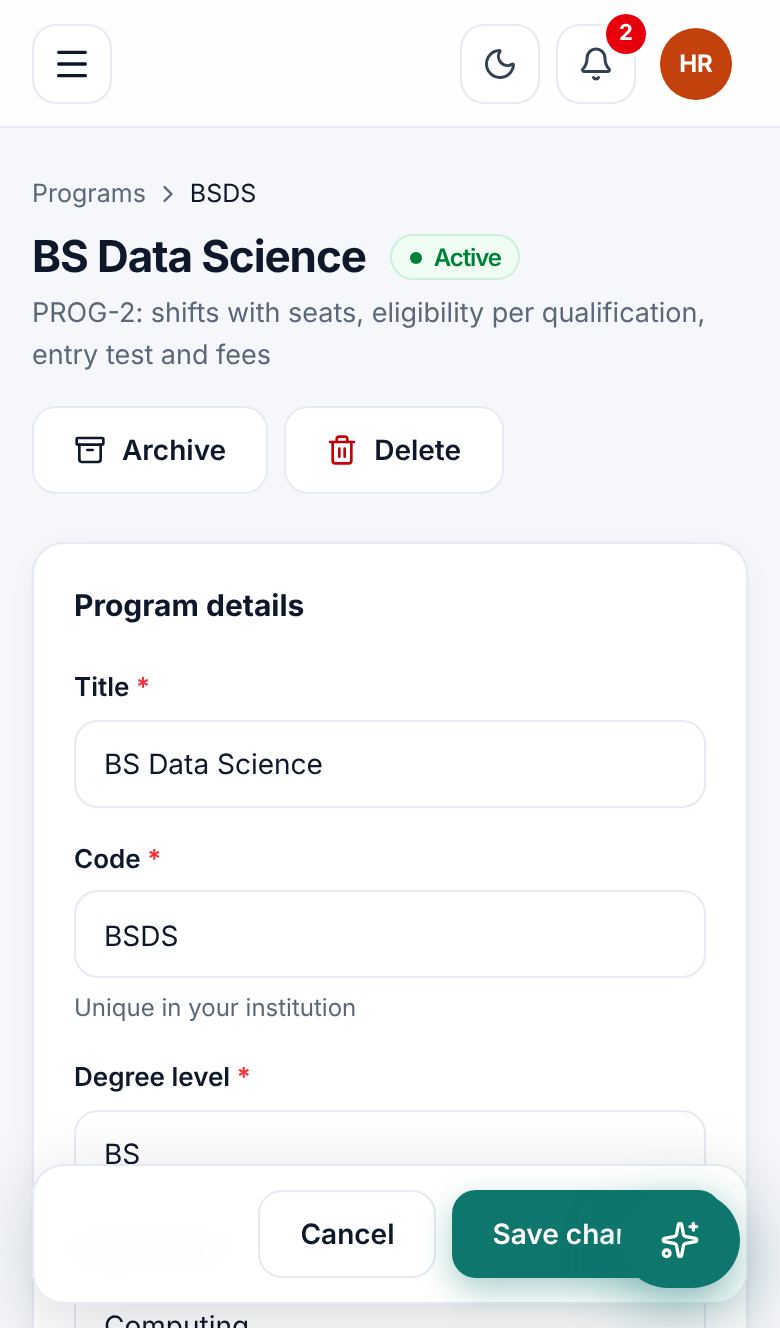 2
HR
Programs > BSDS
BS Data Science
Active
PROG-2: shifts with seats, eligibility per qualification,
entry test and fees
Archive
Delete
Program details
Title *
BS Data Science
Code *
BSDS
Unique in your institution
Degree level *
BS
Cancel
Save
Computing